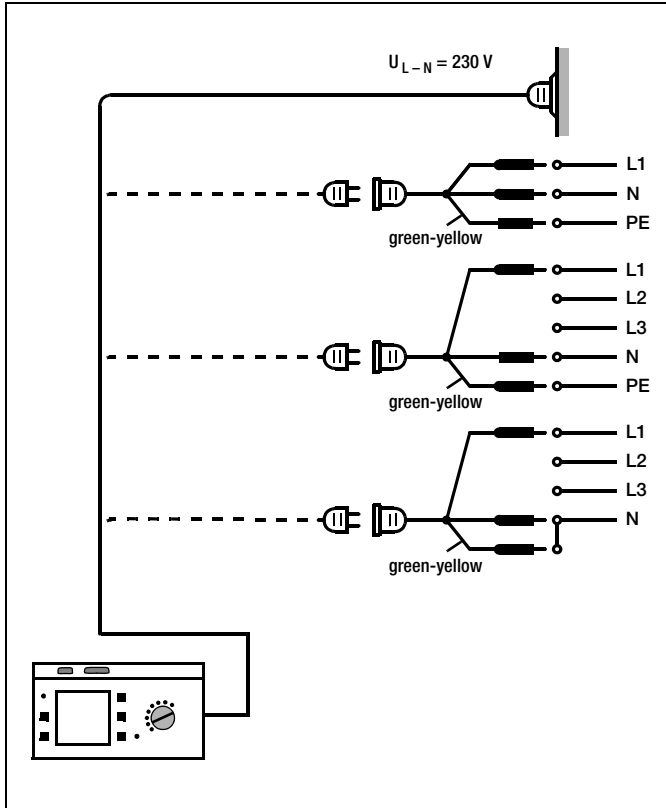 U L – N = 230 V
L1
N
PE
green-yellow
L1
L2
L3
N
PE
green-yellow
L1
L2
L3
N
green-yellow